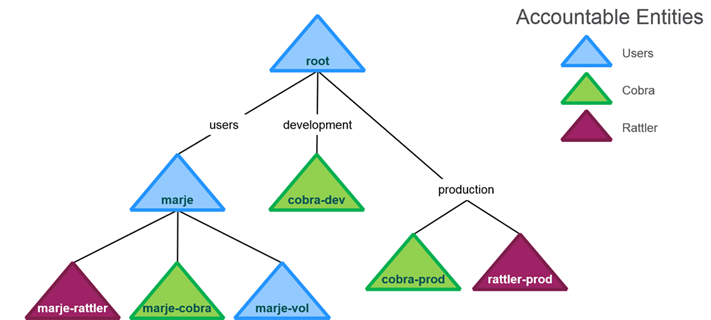 Accountable Entities
Users
Cobra
Rattler
root
users
development
production
marje
cobra-dev
cobra-prod
rattler-prod
marje-rattler
marje-cobra
marje-vol